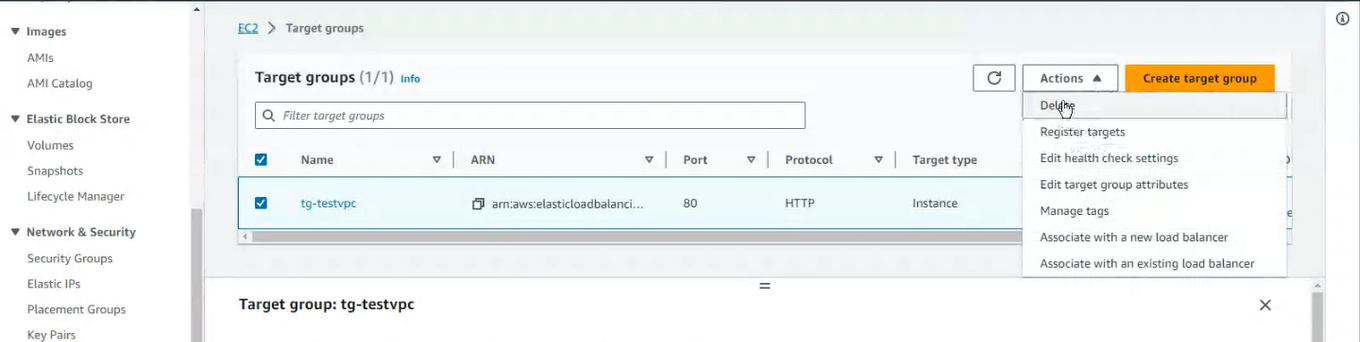 Images
AMIs
AMI Catalog
Elastic Block Store
Volumes
Snapshots
Lifecycle Manager
Network & Security
Security Groups
Elastic IPs
Placement Groups
Key Pairs
EC2 > Target groups
Target groups (1/1) Info
Actions
Create target group
Filter target groups
Delete
Register targets
Edit health check settings
Edit target group attributes
Manage tags
Associate with a new load balancer
Associate with an existing load balancer
Name ARN Port Protocol Target type
tg-testvpc arn:aws:elasticloadbalanci... 80 HTTP Instance
Target group: tg-testvpc